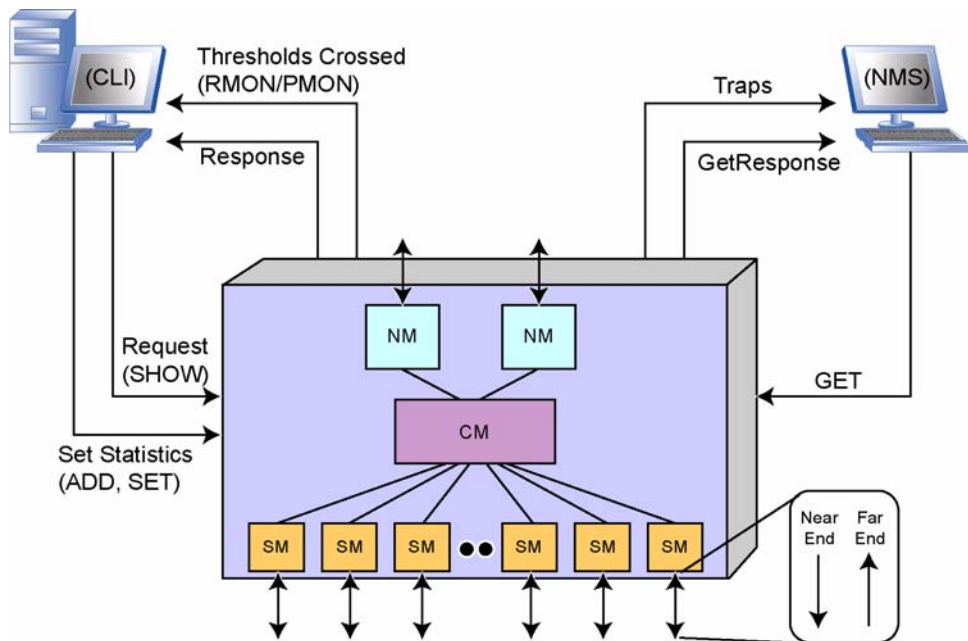 (CLI)
Thresholds Crossed
(RMON/PMON)
Response
Traps
GetResponse
(NMS)
NM
NM
Request
(SHOW)
GET
CM
Set Statistics
(ADD, SET)
SM
SM
SM
SM
SM
SM
Near
End
Far
End